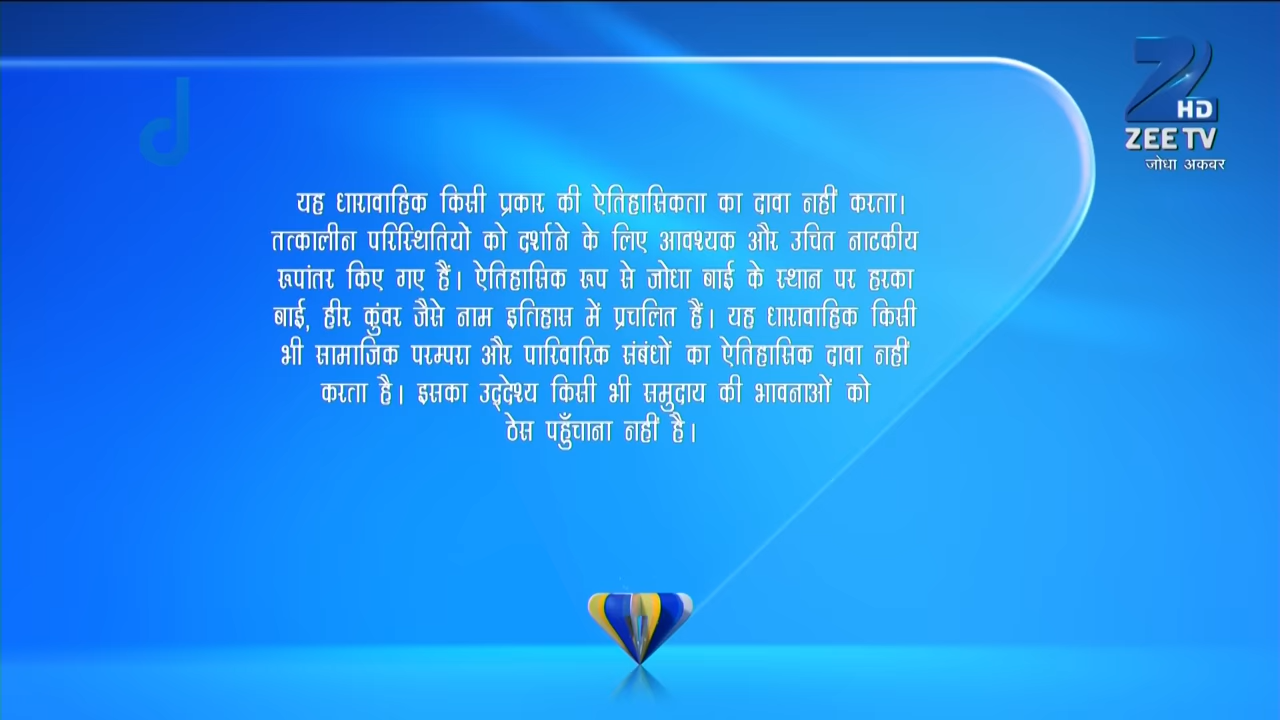 HD
ZEE TV
जोधा अकबर
यह धारावाहिक किसी प्रकार की ऐतिहासिकता का दावा नहीं करता।
तत्कालीन परिस्थितियों को दर्शाने के लिए आवश्यक और उचित नाटकीय
रूपांतर किए गए हैं। ऐतिहासिक रूप से जोधा बाई के स्थान पर हरका
बाई, हीर कुंवर जैसे नाम इतिहास में प्रचलित हैं। यह धारावाहिक किसी
भी सामाजिक परम्परा और पारिवारिक संबंधों का ऐतिहासिक दावा नहीं
करता है। इसका उद्देश्य किसी भी समुदाय की भावनाओं को
ठेस पहुँचाना नहीं है।